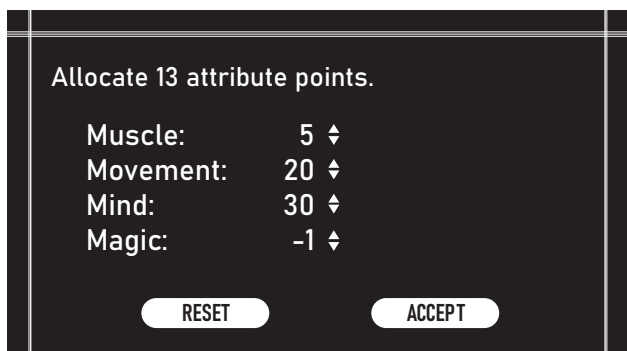 Allocate 13 attribute points.
Muscle: 5
Movement: 20
Mind: 30
Magic: -1
RESET ACCEPT